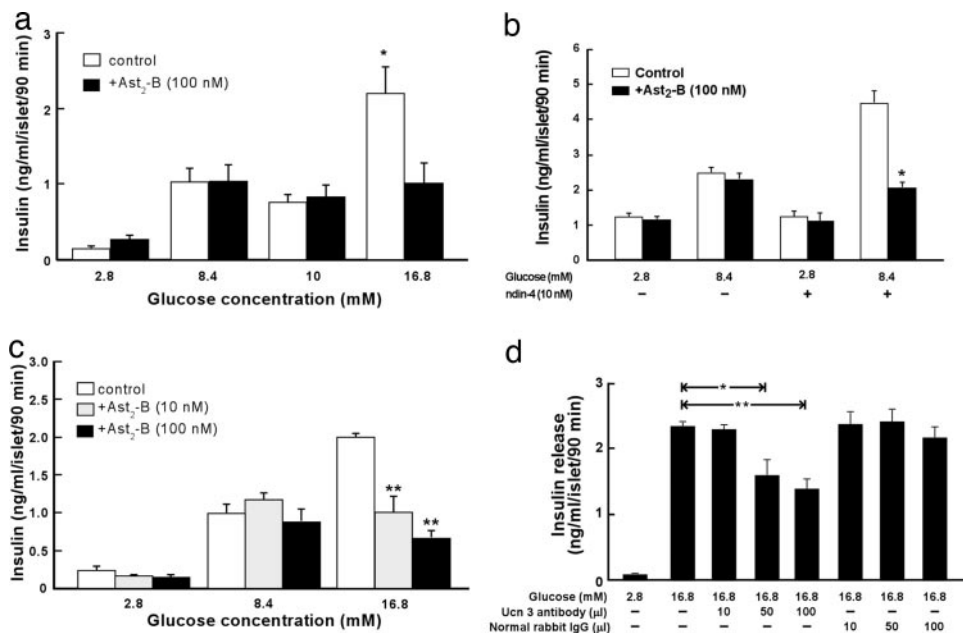 a
Insulin (ng/ml/islet/90 min)
3
2
1
0
control
+Ast2-B (100 nM)
*
2.8 8.4 10 16.8
Glucose concentration (mM)
b
Insulin (ng/ml/islet/90 min)
6
5
4
3
2
1
0
Control
+Ast2-B (100 nM)
*
Glucose (mM) 2.8 8.4 2.8 8.4
ndin-4 (10 nM) – – + +
c
Insulin (ng/ml/islet/90 min)
3.0
2.5
2.0
1.5
1.0
0.5
0
control
+Ast2-B (10 nM)
+Ast2-B (100 nM)
**
**
2.8 8.4 16.8
Glucose concentration (mM)
d
Insulin release
(ng/ml/islet/90 min)
3
2
1
0
*
**
Glucose (mM) 2.8 16.8 16.8 16.8 16.8 16.8 16.8 16.8
Ucn 3 antibody (µl) – – 10 50 100 – – –
Normal rabbit IgG (µl) – – – – – 10 50 100